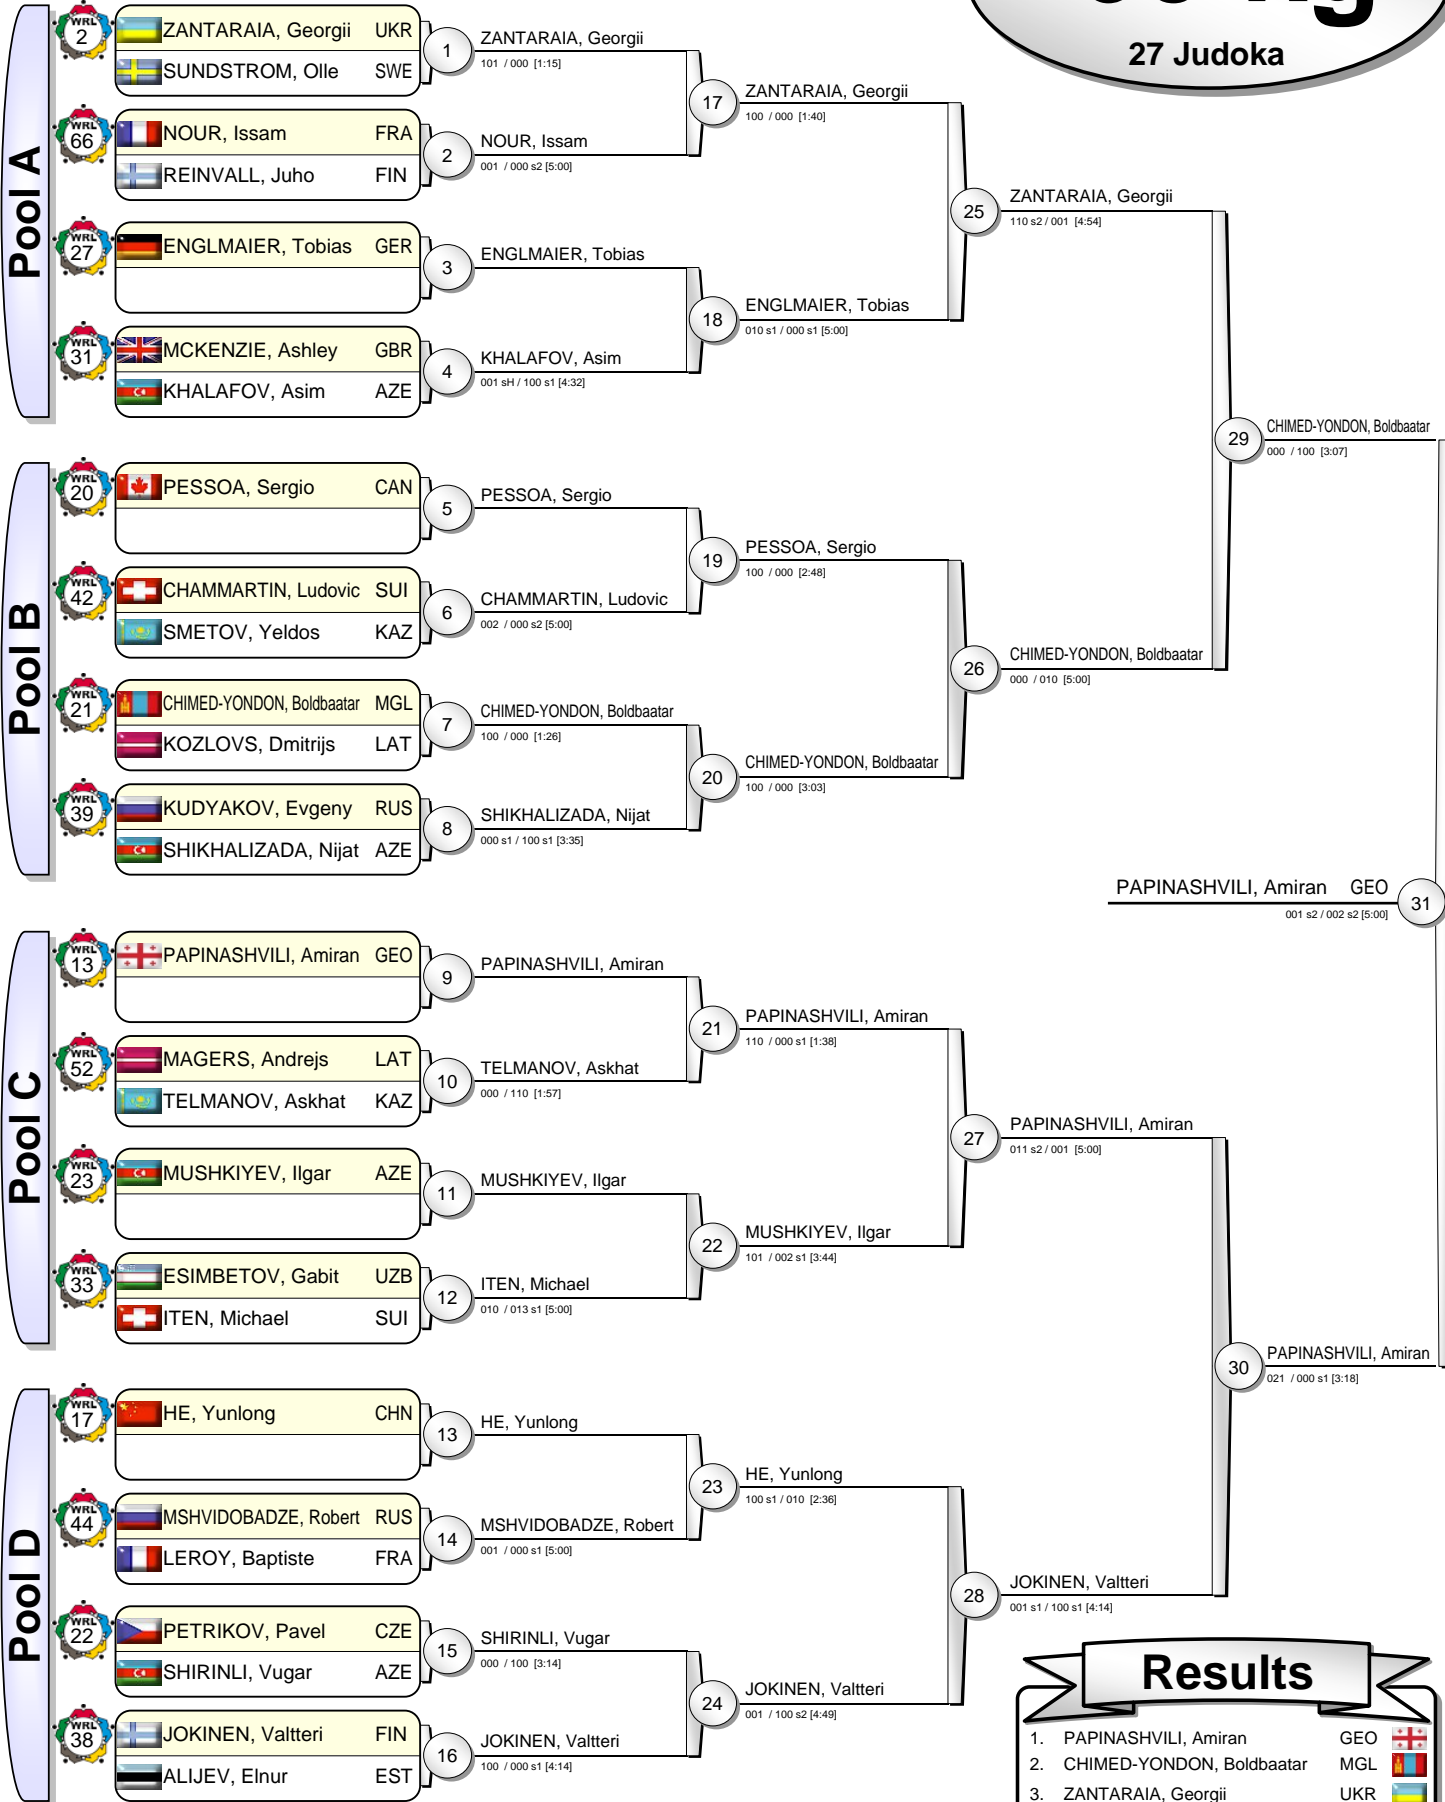 27 Judoka
Pool A
WRL 2
ZANTARAIA, Georgii UKR
SUNDSTROM, Olle SWE
1
ZANTARAIA, Georgii
101 / 000 [1:15]
WRL 66
NOUR, Issam FRA
REINVALL, Juho FIN
2
NOUR, Issam
001 / 000 s2 [5:00]
17
ZANTARAIA, Georgii
100 / 000 [1:40]
WRL 27
ENGLMAIER, Tobias GER
3
ENGLMAIER, Tobias
WRL 31
MCKENZIE, Ashley GBR
KHALAFOV, Asim AZE
4
KHALAFOV, Asim
001 sH / 100 s1 [4:32]
18
ENGLMAIER, Tobias
010 s1 / 000 s1 [5:00]
25
ZANTARAIA, Georgii
110 s2 / 001 [4:54]
Pool B
WRL 20
PESSOA, Sergio CAN
5
PESSOA, Sergio
WRL 42
CHAMMARTIN, Ludovic SUI
SMETOV, Yeldos KAZ
6
CHAMMARTIN, Ludovic
002 / 000 s2 [5:00]
19
PESSOA, Sergio
100 / 000 [2:48]
WRL 21
CHIMED-YONDON, Boldbaatar MGL
KOZLOVS, Dmitrijs LAT
7
CHIMED-YONDON, Boldbaatar
100 / 000 [1:26]
WRL 39
KUDYAKOV, Evgeny RUS
SHIKHALIZADA, Nijat AZE
8
SHIKHALIZADA, Nijat
000 s1 / 100 s1 [3:35]
20
CHIMED-YONDON, Boldbaatar
100 / 000 [3:03]
26
CHIMED-YONDON, Boldbaatar
000 / 010 [5:00]
29
CHIMED-YONDON, Boldbaatar
000 / 100 [3:07]
PAPINASHVILI, Amiran GEO
001 s2 / 002 s2 [5:00]
31
Pool C
WRL 13
PAPINASHVILI, Amiran GEO
9
PAPINASHVILI, Amiran
WRL 52
MAGERS, Andrejs LAT
TELMANOV, Askhat KAZ
10
TELMANOV, Askhat
000 / 110 [1:57]
21
PAPINASHVILI, Amiran
110 / 000 s1 [1:38]
WRL 23
MUSHKIYEV, Ilgar AZE
11
MUSHKIYEV, Ilgar
WRL 33
ESIMBETOV, Gabit UZB
ITEN, Michael SUI
12
ITEN, Michael
010 / 013 s1 [5:00]
22
MUSHKIYEV, Ilgar
101 / 002 s1 [3:44]
27
PAPINASHVILI, Amiran
011 s2 / 001 [5:00]
Pool D
WRL 17
HE, Yunlong CHN
13
HE, Yunlong
WRL 44
MSHVIDOBADZE, Robert RUS
LEROY, Baptiste FRA
14
MSHVIDOBADZE, Robert
001 / 000 s1 [5:00]
23
HE, Yunlong
100 s1 / 010 [2:36]
WRL 22
PETRIKOV, Pavel CZE
SHIRINLI, Vugar AZE
15
SHIRINLI, Vugar
000 / 100 [3:14]
WRL 38
JOKINEN, Valtteri FIN
ALIJEV, Elnur EST
16
JOKINEN, Valtteri
100 / 000 s1 [4:14]
24
JOKINEN, Valtteri
001 / 100 s2 [4:49]
28
JOKINEN, Valtteri
001 s1 / 100 s1 [4:14]
30
PAPINASHVILI, Amiran
021 / 000 s1 [3:18]
Results
1. PAPINASHVILI, Amiran GEO
2. CHIMED-YONDON, Boldbaatar MGL
3. ZANTARAIA, Georgii UKR